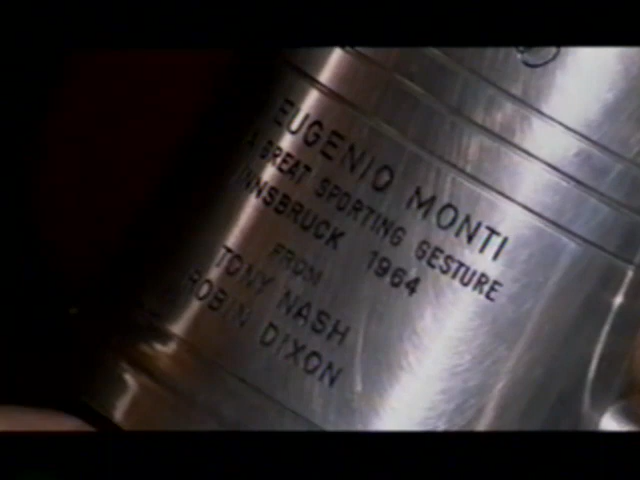 EUGENIO MONTI
A GREAT SPORTING GESTURE
INNSBRUCK 1964
FROM
TONY NASH
ROBIN DIXON